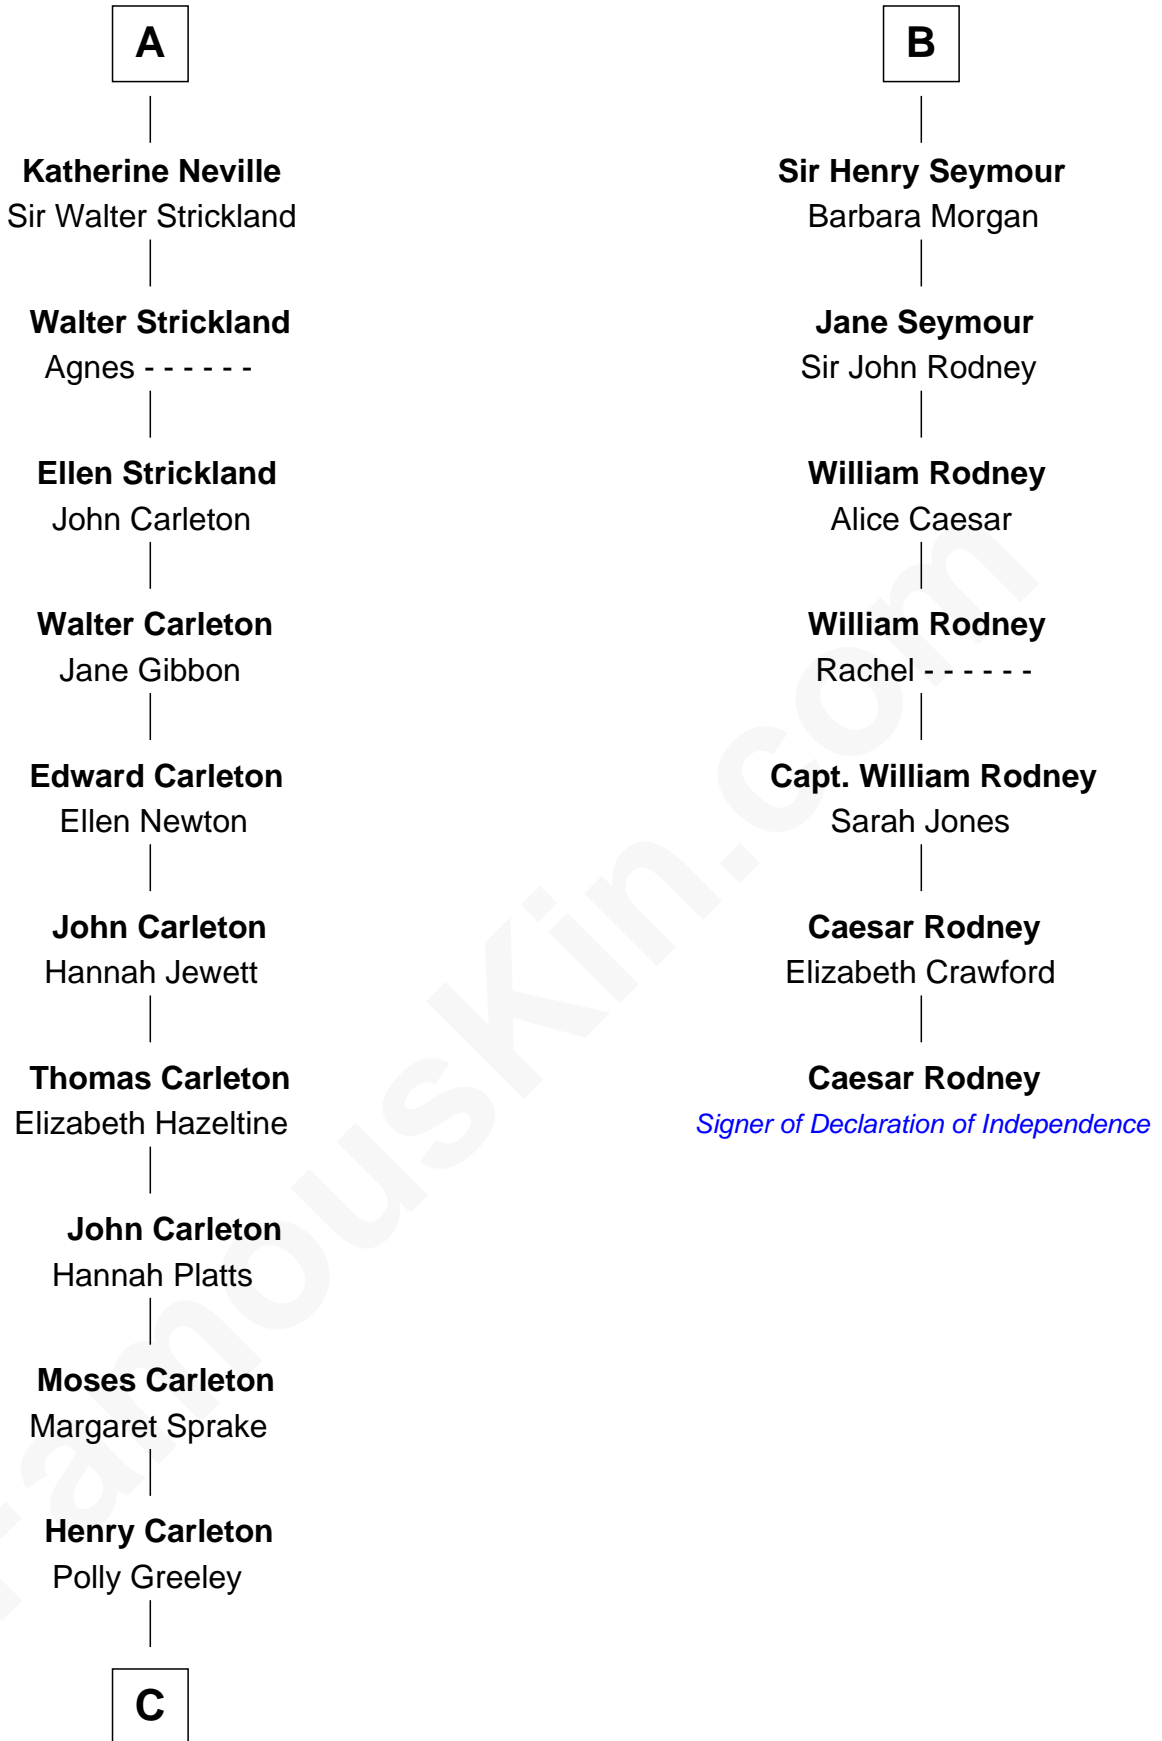 A
Katherine Neville
Sir Walter Strickland
Walter Strickland
Agnes - - - - - -
Ellen Strickland
John Carleton
Walter Carleton
Jane Gibbon
Edward Carleton
Ellen Newton
John Carleton
Hannah Jewett
Thomas Carleton
Elizabeth Hazeltine
John Carleton
Hannah Platts
Moses Carleton
Margaret Sprake
Henry Carleton
Polly Greeley
C
B
Sir Henry Seymour
Barbara Morgan
Jane Seymour
Sir John Rodney
William Rodney
Alice Caesar
William Rodney
Rachel - - - - - -
Capt. William Rodney
Sarah Jones
Caesar Rodney
Elizabeth Crawford
Caesar Rodney
Signer of Declaration of Independence
FamousKin.com